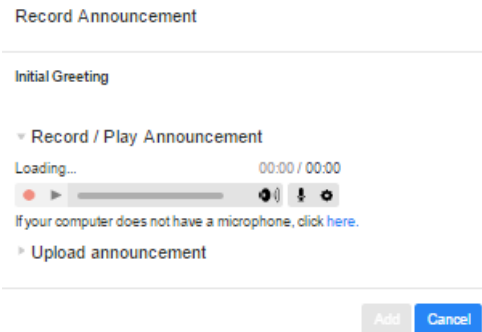 Record Announcement
Initial Greeting
Record / Play Announcement
Loading... 00:00 / 00:00
If your computer does not have a microphone, click here.
Upload announcement
Add Cancel